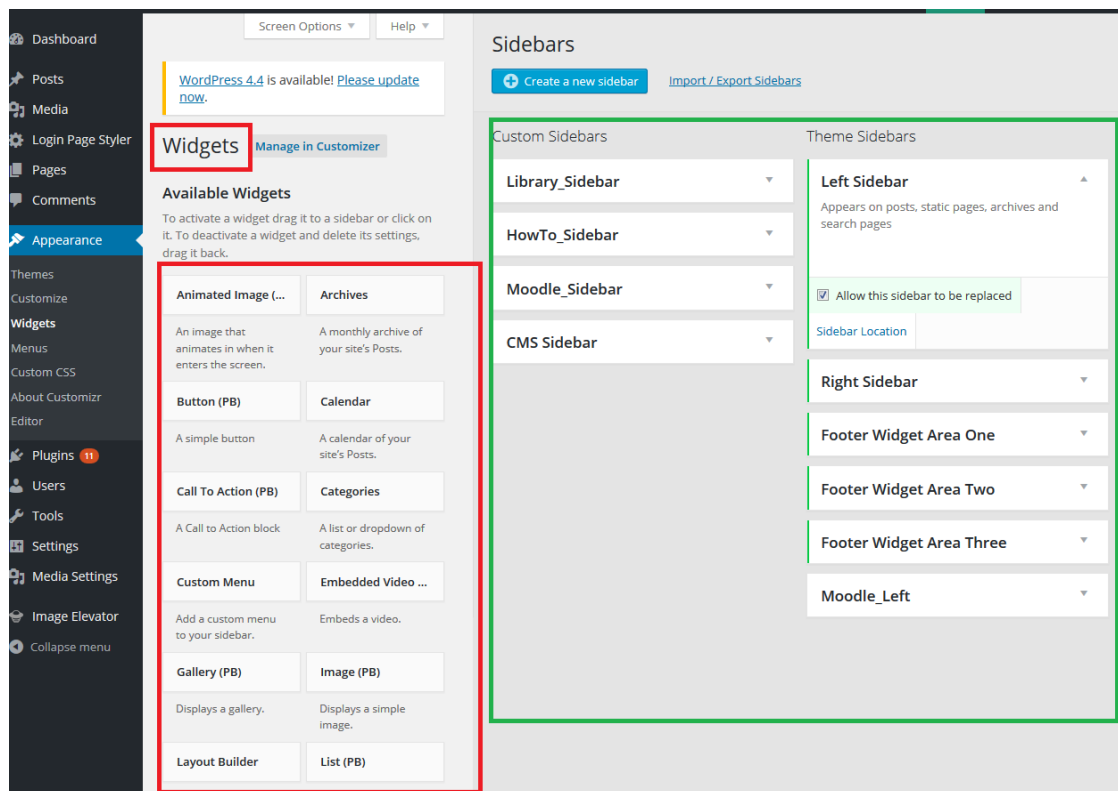 Dashboard
Posts
Media
Login Page Styler
Pages
Comments
Appearance
Themes
Customize
Widgets
Menus
Custom CSS
About Customizr
Editor
Plugins 11
Users
Tools
Settings
Media Settings
Image Elevator
Collapse menu
Screen Options
Help
WordPress 4.4 is available! Please update
now.
Widgets
Manage in Customizer
Available Widgets
To activate a widget drag it to a sidebar or click on
it. To deactivate a widget and delete its settings,
drag it back.
Animated Image (...
Archives
An image that
animates in when it
enters the screen.
A monthly archive of
your site's Posts.
Button (PB)
Calendar
A simple button
A calendar of your
site's Posts.
Call To Action (PB)
Categories
A Call to Action block
A list or dropdown of
categories.
Custom Menu
Embedded Video ...
Add a custom menu
to your sidebar.
Embeds a video.
Gallery (PB)
Image (PB)
Displays a gallery.
Displays a simple
image.
Layout Builder
List (PB)
Sidebars
Create a new sidebar
Import / Export Sidebars
Custom Sidebars
Library_Sidebar
HowTo_Sidebar
Moodle_Sidebar
CMS Sidebar
Theme Sidebars
Left Sidebar
Appears on posts, static pages, archives and
search pages
Allow this sidebar to be replaced
Sidebar Location
Right Sidebar
Footer Widget Area One
Footer Widget Area Two
Footer Widget Area Three
Moodle_Left